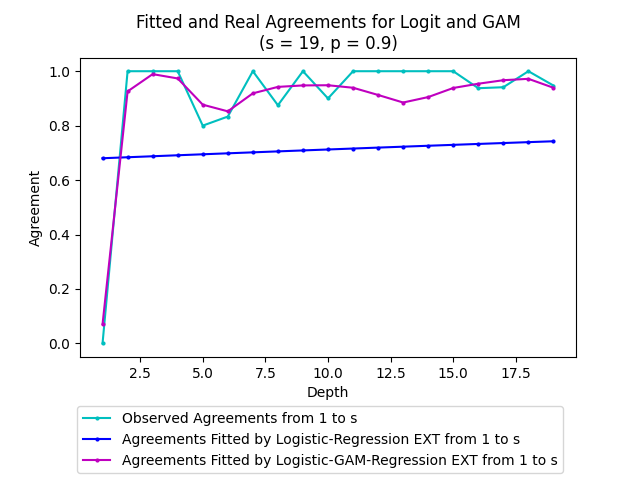 Fitted and Real Agreements for Logit and GAM
(s = 19, p = 0.9)
1.0
0.8
0.6
0.4
0.2
0.0
Agreement
2.5 5.0 7.5 10.0 12.5 15.0 17.5
Depth
Observed Agreements from 1 to s
Agreements Fitted by Logistic-Regression EXT from 1 to s
Agreements Fitted by Logistic-GAM-Regression EXT from 1 to s